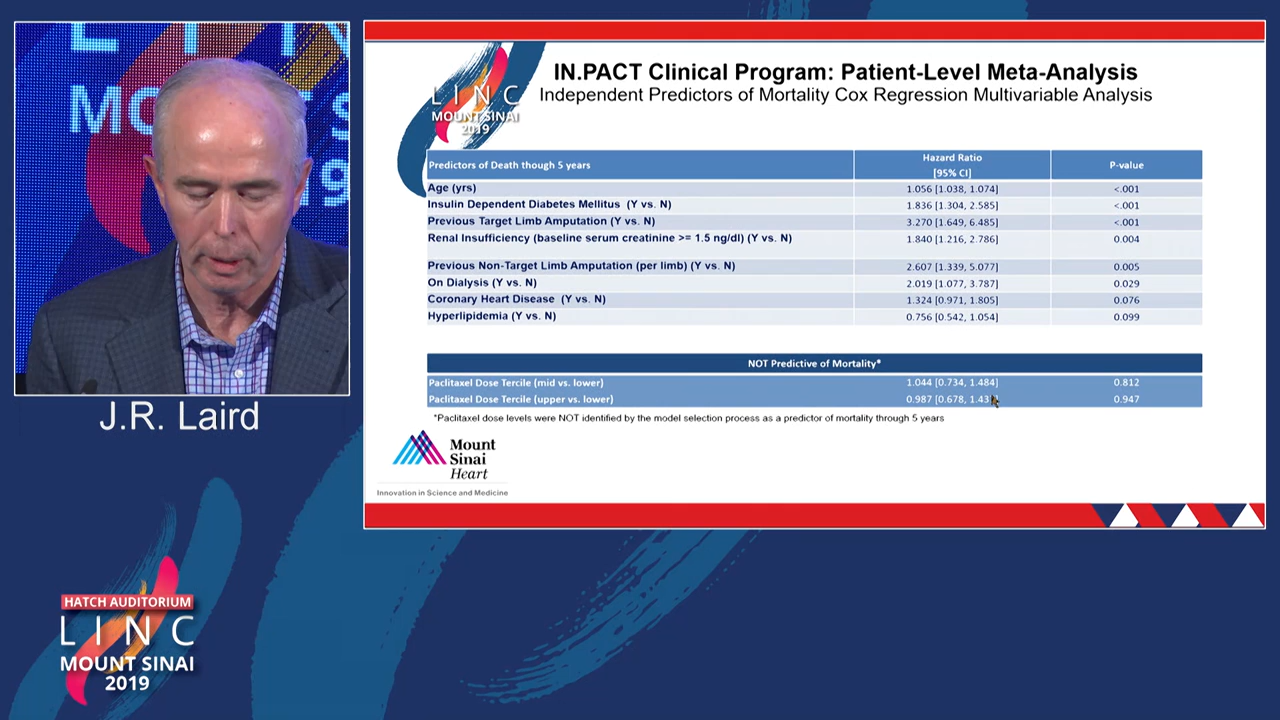 L I N
MO
S
19
J.R. Laird
HATCH AUDITORIUM
LINC
MOUNT SINAI
2019
LINC
MOUNT SINAI
2019
IN.PACT Clinical Program: Patient-Level Meta-Analysis
Independent Predictors of Mortality Cox Regression Multivariable Analysis
Predictors of Death though 5 years Hazard Ratio [95% CI] P-value
Age (yrs) 1.056 [1.038, 1.074] <.001
Insulin Dependent Diabetes Mellitus (Y vs. N) 1.836 [1.304, 2.585] <.001
Previous Target Limb Amputation (Y vs. N) 3.270 [1.649, 6.485] <.001
Renal Insufficiency (baseline serum creatinine >= 1.5 ng/dl) (Y vs. N) 1.840 [1.216, 2.786] 0.004
Previous Non-Target Limb Amputation (per limb) (Y vs. N) 2.607 [1.339, 5.077] 0.005
On Dialysis (Y vs. N) 2.019 [1.077, 3.787] 0.029
Coronary Heart Disease (Y vs. N) 1.324 [0.971, 1.805] 0.076
Hyperlipidemia (Y vs. N) 0.756 [0.542, 1.054] 0.099
NOT Predictive of Mortality*
Paclitaxel Dose Tercile (mid vs. lower) 1.044 [0.734, 1.484] 0.812
Paclitaxel Dose Tercile (upper vs. lower) 0.987 [0.678, 0.947
*Paclitaxel dose levels were NOT identified by the model selection process as a predictor of mortality through 5 years
Mount
Sinai
Heart
Innovation in Science and Medicine